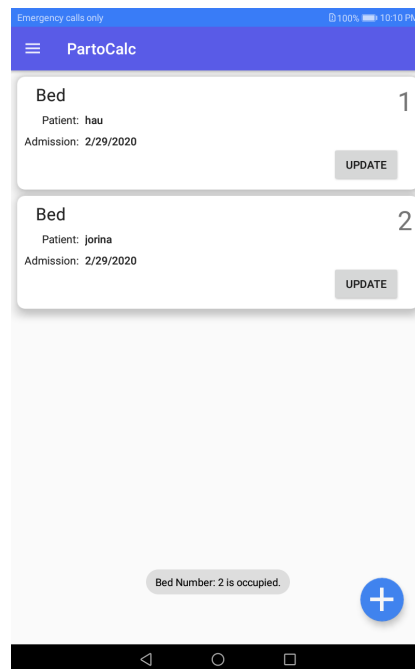 Emergency calls only 100% 10:10 PM
PartoCalc
Bed 1
Patient: hau
Admission: 2/29/2020
UPDATE
Bed 2
Patient: jorina
Admission: 2/29/2020
UPDATE
Bed Number: 2 is occupied.